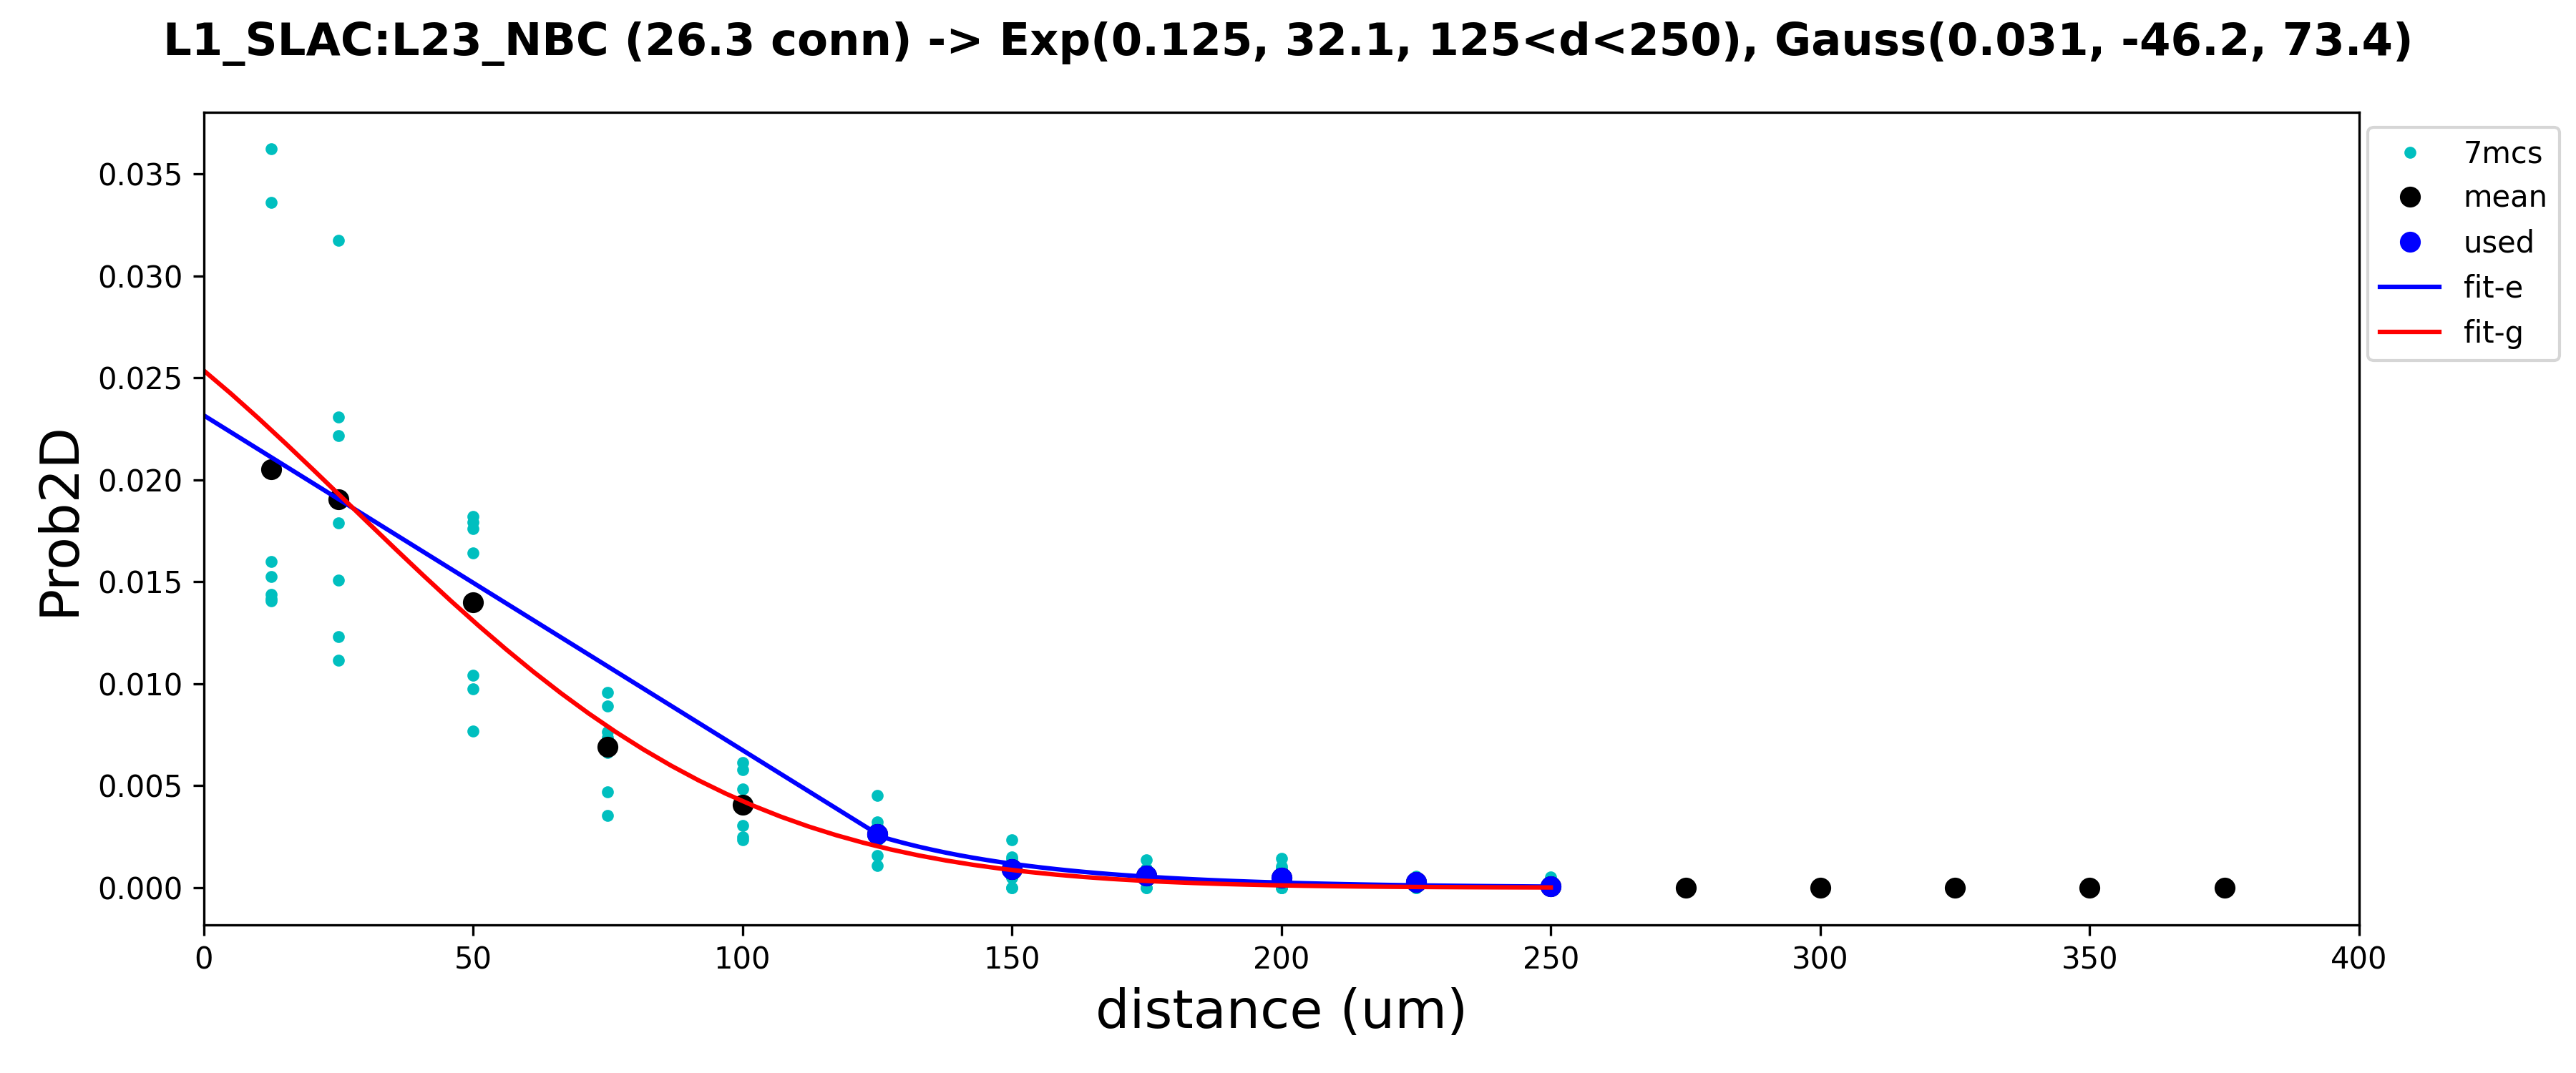 L1_SLAC:L23_NBC (26.3 conn) -> Exp(0.125, 32.1, 125<d<250), Gauss(0.031, -46.2, 73.4)
Prob2D
0.035
0.030
0.025
0.020
0.015
0.010
0.005
0.000
0 50 100 150 200 250 300 350 400
distance (um)
7mcs
mean
used
fit-e
fit-g